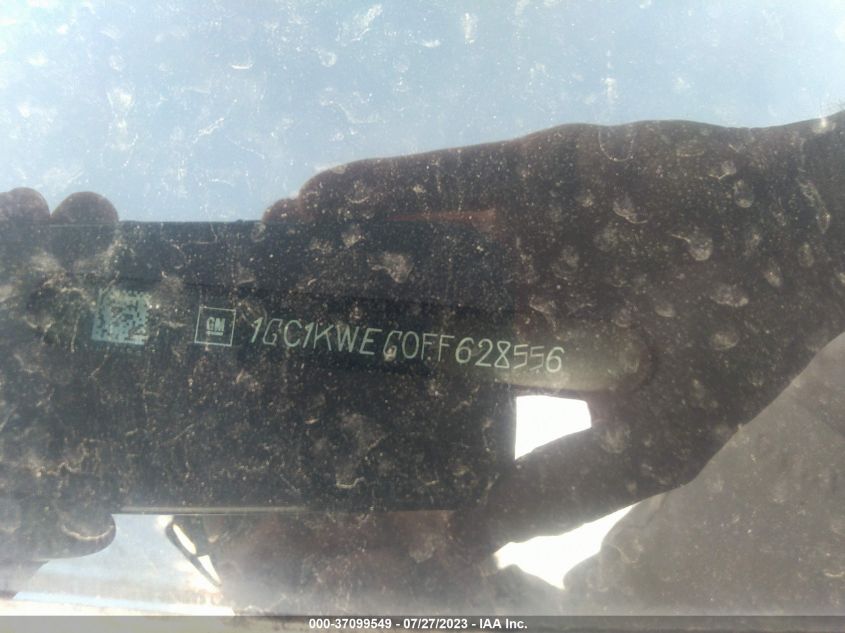 GM 1GC1KWEG0FF628556
000-37099549 - 07/27/2023 - IAA Inc.